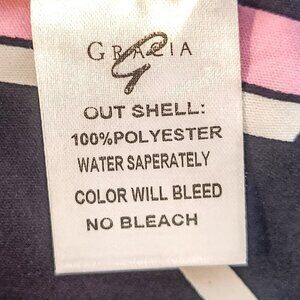 GRACIA
G
OUT SHELL:
100%POLYESTER
WATER SAPERATELY
COLOR WILL BLEED
NO BLEACH